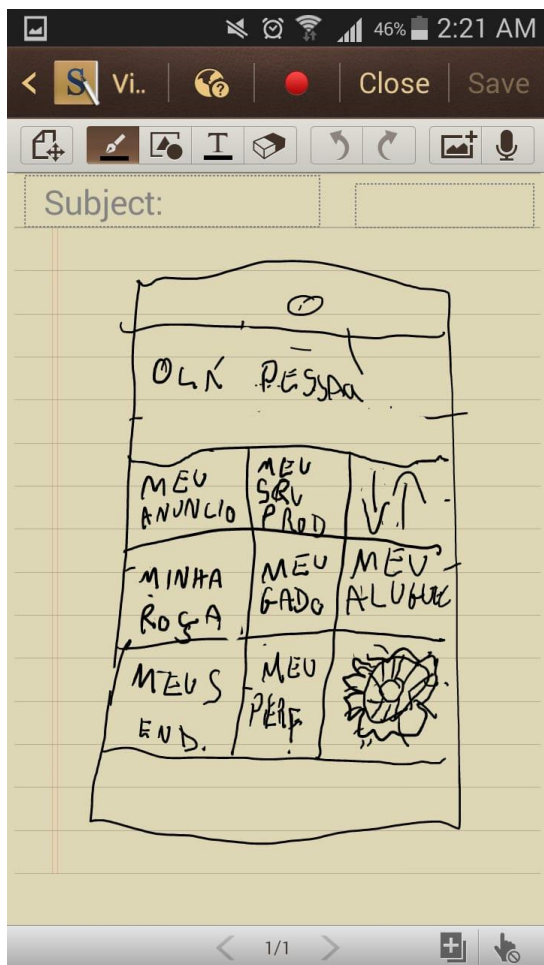 46% 2:21 AM
S Vi.. Close Save
T
Subject:
OLÁ PESSOA
MEU
ANUNCIO
MEU
SRV
PROD
MINHA
ROÇA
MEU
GADO
MEU
ALUGUEL
MEUS
END.
MEU
PERF.
1/1